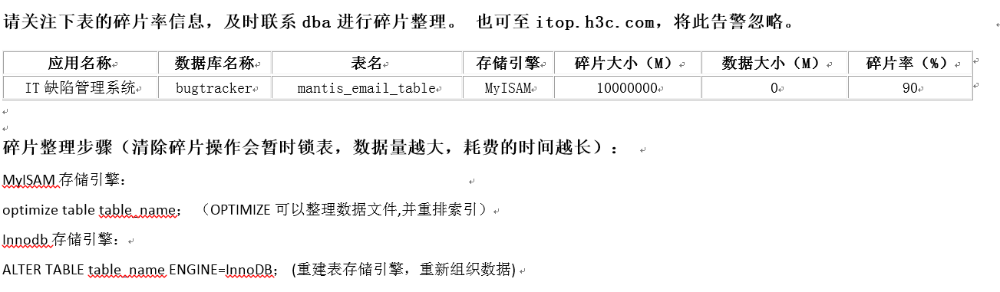 请关注下表的碎片率信息，及时联系 dba 进行碎片整理。 也可至 itop.h3c.com，将此告警忽略。
应用名称 数据库名称 表名 存储引擎 碎片大小（M） 数据大小（M） 碎片率（%）
IT 缺陷管理系统 bugtracker mantis_email_table MyISAM 10000000 0 90
碎片整理步骤（清除碎片操作会暂时锁表，数据量越大，耗费的时间越长）：
MyISAM 存储引擎：
optimize table table_name； （OPTIMIZE 可以整理数据文件,并重排索引）
Innodb 存储引擎：
ALTER TABLE table_name ENGINE=InnoDB； (重建表存储引擎，重新组织数据)